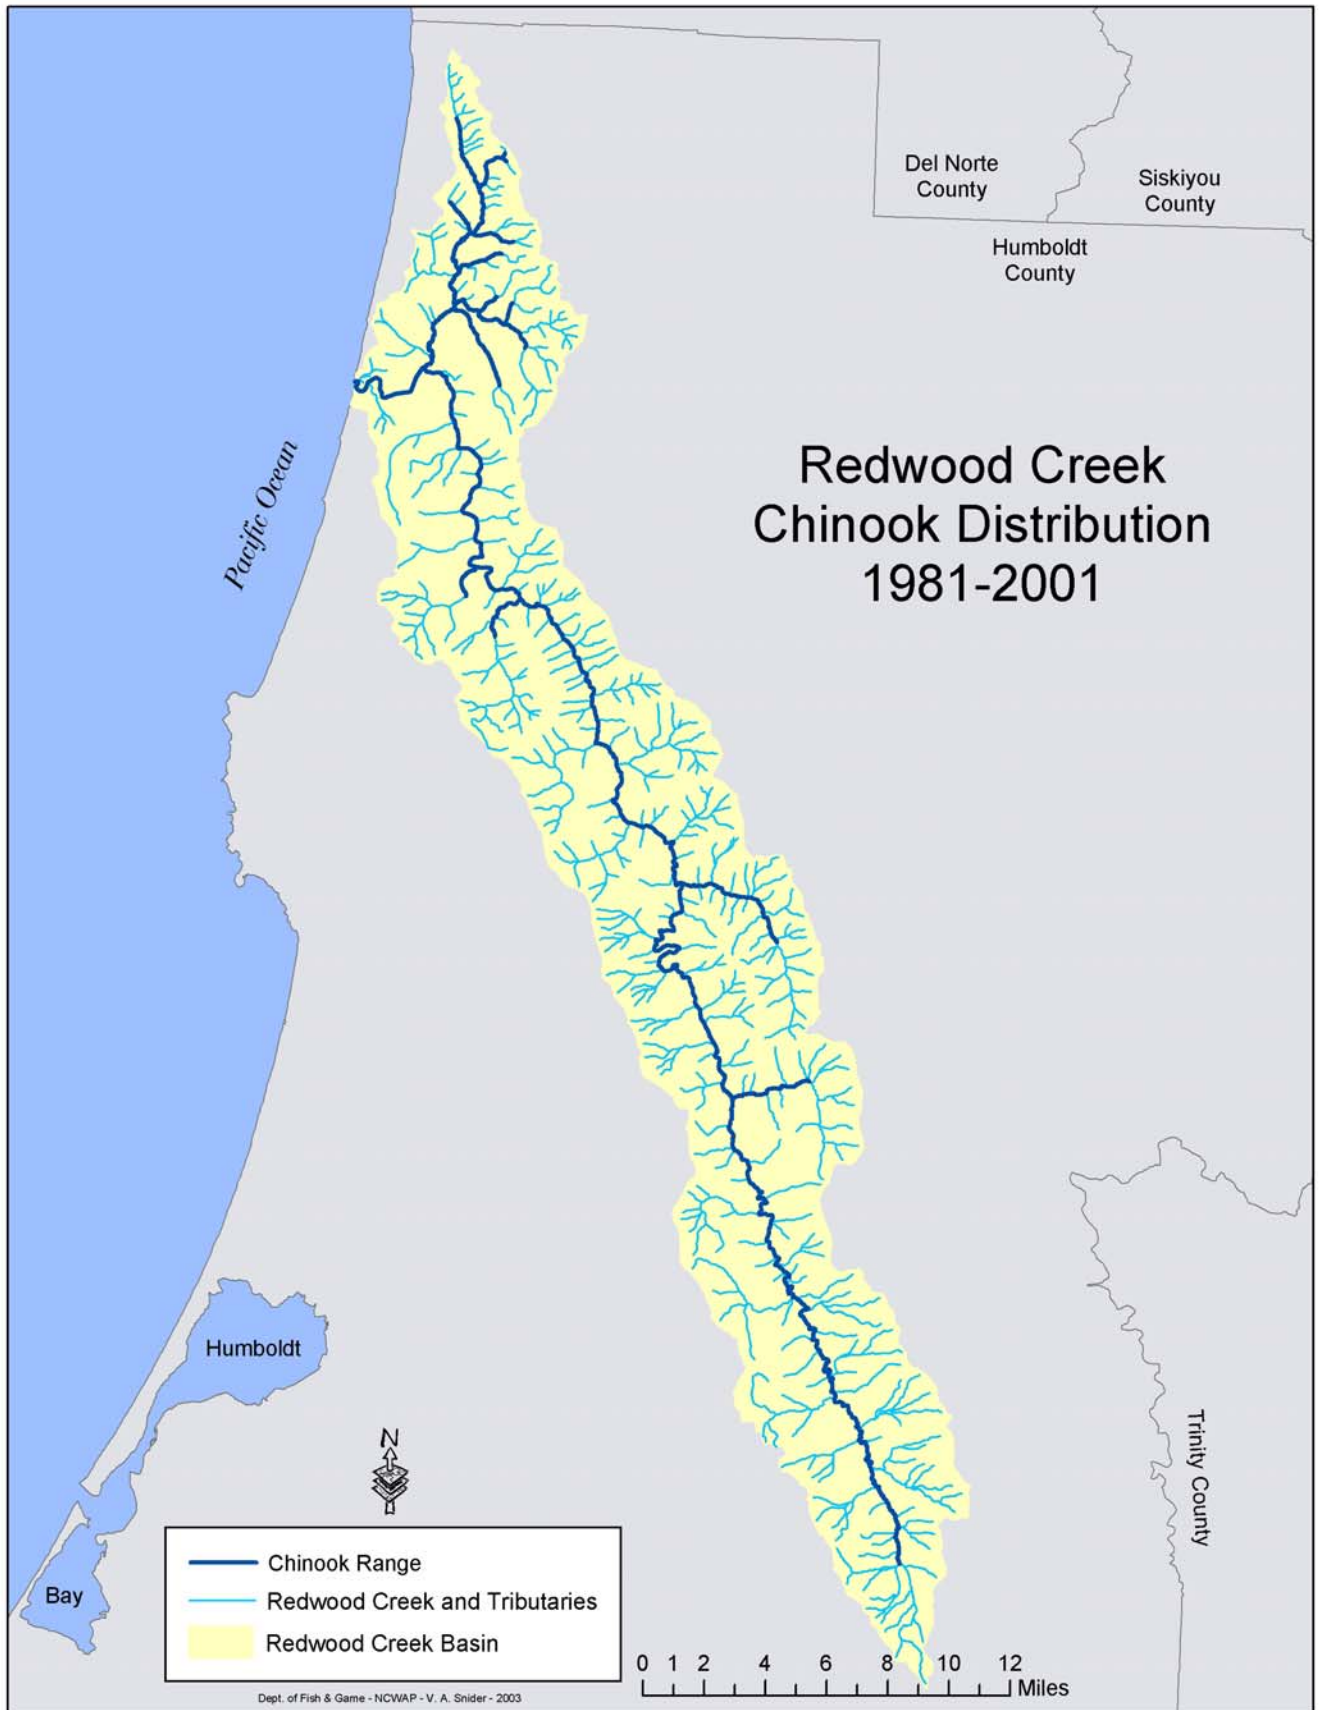 Del Norte
County
Siskiyou
County
Humboldt
County
Redwood Creek
Chinook Distribution
1981-2001
Pacific Ocean
Humboldt
Bay
Trinity County
N
Chinook Range
Redwood Creek and Tributaries
Redwood Creek Basin
0 1 2 4 6 8 10 12
Miles
Dept. of Fish & Game - NCWAP - V. A. Snider - 2003